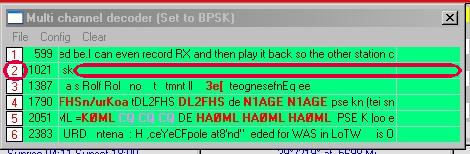 Multi channel decoder (Set to BPSK)
File Config Clear
1 599 ed be.I can even record RX and then play it back so the other station c
2 1021 sk
3 1387 a s Rolf Rol no t tmnt ll 3e[ teognesefnEq ee
4 1790 FHSn/urKoa tDL2FHS DL2FHS de N1AGE N1AGE pse kn (tei sn
5 2051 ML =KØML CQ CQ CQ DE HAØML HAØML HAØML PSE K |oo e
6 2383 URD ntena : H ,ceYeCFpole at8'nd'' eded for WAS in LoTW is O